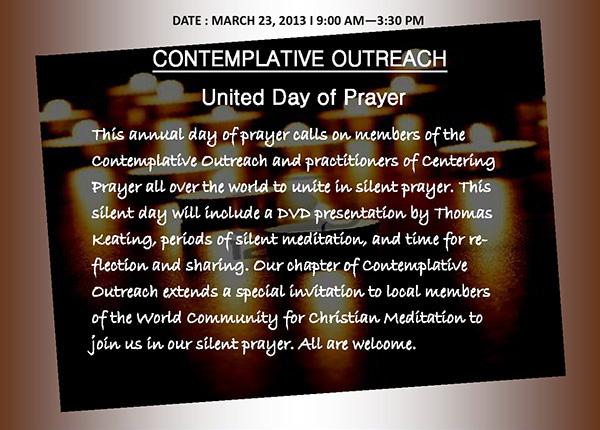 DATE : MARCH 23, 2013 I 9:00 AM—3:30 PM
CONTEMPLATIVE OUTREACH
United Day of Prayer
This annual day of prayer calls on members of the
Contemplative Outreach and practitioners of Centering
Prayer all over the world to unite in silent prayer. This
silent day will include a DVD presentation by Thomas
Keating, periods of silent meditation, and time for re-
flection and sharing. Our chapter of Contemplative
Outreach extends a special invitation to local members
of the World Community for Christian Meditation to
join us in our silent prayer. All are welcome.